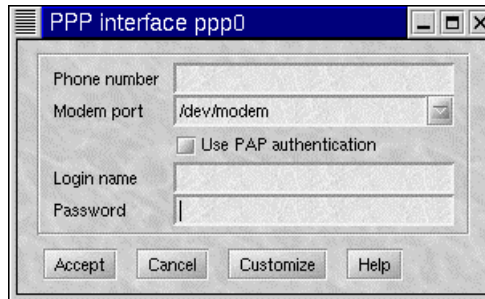 PPP interface ppp0
Phone number
Modem port /dev/modem
Use PAP authentication
Login name
Password
Accept Cancel Customize Help